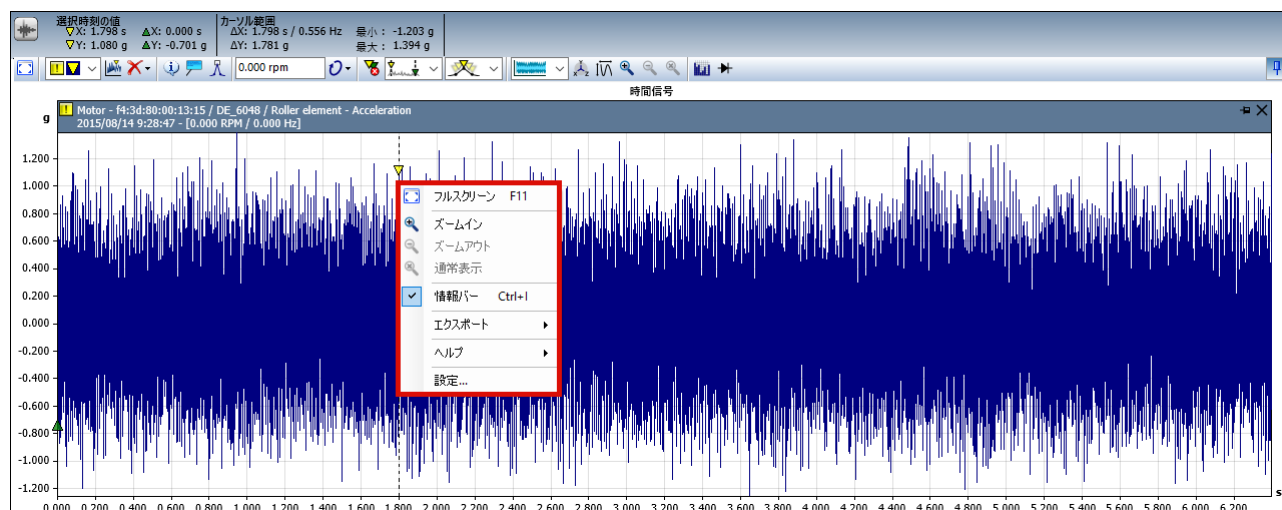 選択時刻の値
X: 1.798 s X: 0.000 s
Y: 1.080 g Y: -0.701 g
カーソル範囲
ΔX: 1.798 s / 0.556 Hz 最小: -1.203 g
ΔY: 1.781 g 最大: 1.394 g
0.000 rpm
時間信号
g
Motor - f4:3d:80:00:13:15 / DE_6048 / Roller element - Acceleration
2015/08/14 9:28:47 - [0.000 RPM / 0.000 Hz]
1.200
1.000
0.800
0.600
0.400
0.200
0.000
-0.200
-0.400
-0.600
-0.800
-1.000
-1.200
フルスクリーン F11
ズームイン
ズームアウト
通常表示
情報バー Ctrl+I
エクスポート
ヘルプ
設定...
s
0.000 0.200 0.400 0.600 0.800 1.000 1.200 1.400 1.600 1.800 2.000 2.200 2.400 2.600 2.800 3.000 3.200 3.400 3.600 3.800 4.000 4.200 4.400 4.600 4.800 5.000 5.200 5.400 5.600 5.800 6.000 6.200